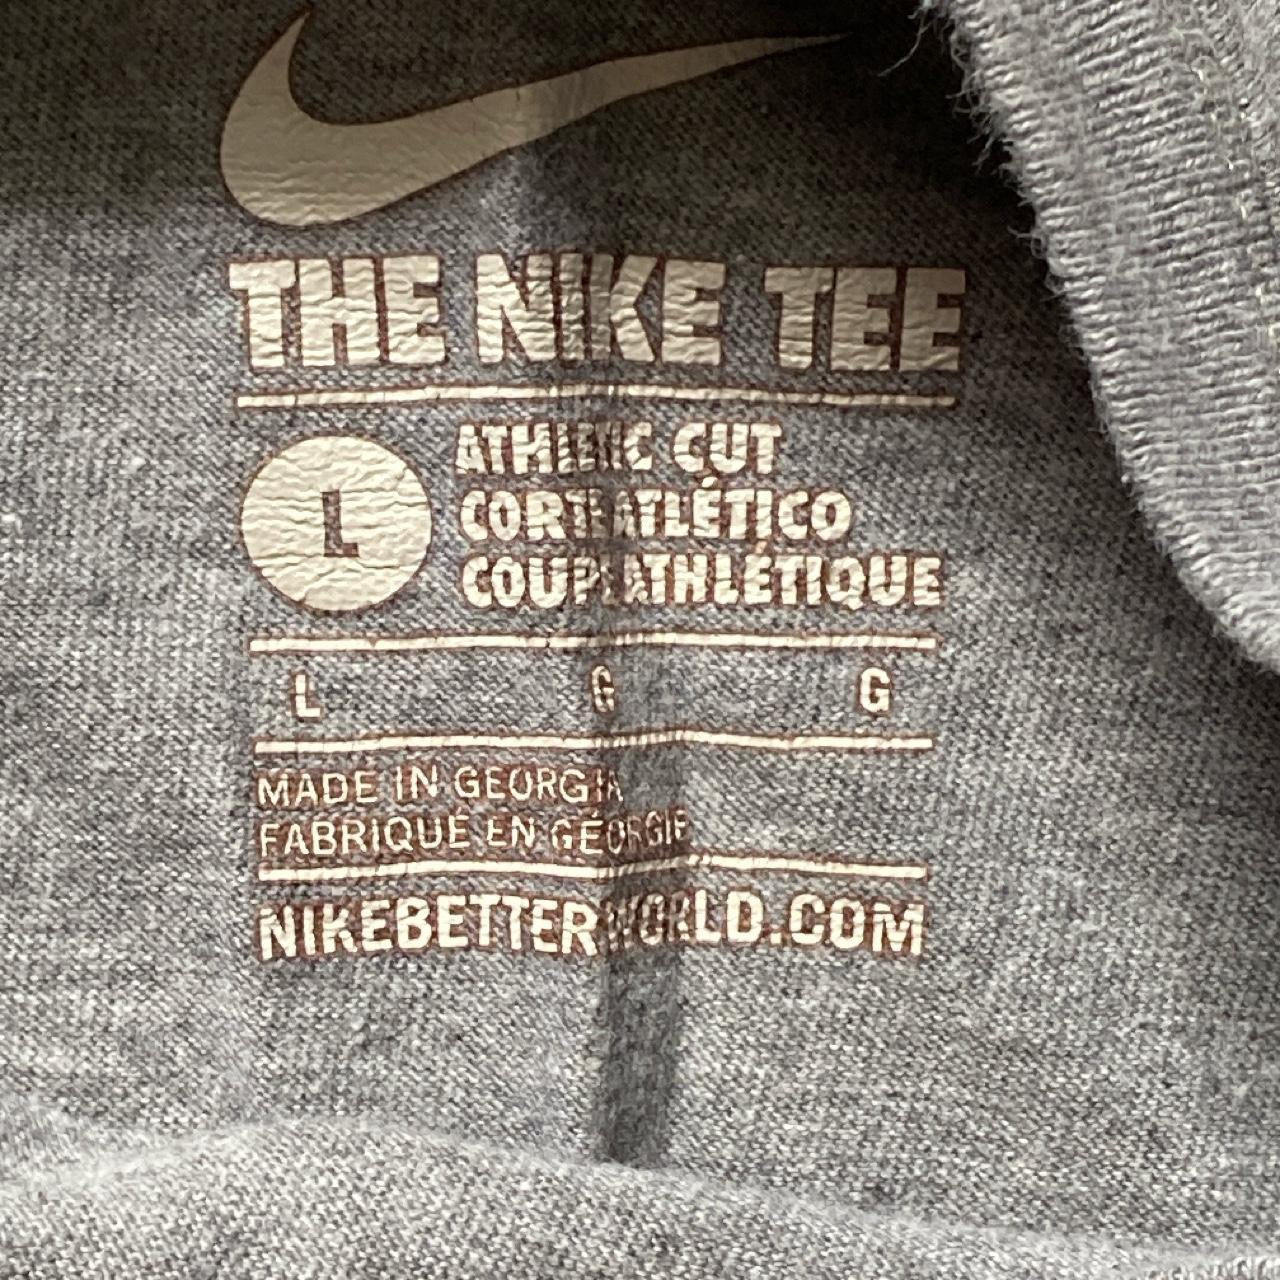 THE NIKE TEE
L
ATHLETIC CUT
CORTE ATLÉTICO
COUPE ATHLÉTIQUE
L G G
MADE IN GEORGIA
FABRIQUÉ EN GÉORGIE
NIKEBETTERWORLD.COM